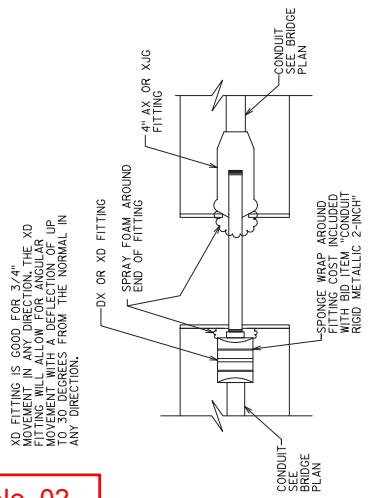 XD FITTING IS GOOD FOR 3/4"
MOVEMENT IN ANY DIRECTION, THE XD
FITTING WILL ALLOW FOR ANGULAR
MOVEMENT WITH A DEFLECTION OF UP
TO 30 DEGREES FROM THE NORMAL IN
ANY DIRECTION.
DX OR XD FITTING
SPRAY FOAM AROUND
END OF FITTING
4" AX OR XJG
FITTING
CONDUIT
SEE BRIDGE
PLAN
CONDUIT
SEE
BRIDGE
PLAN
SPONGE WRAP AROUND
FITTING COST INCLUDED
WITH BID ITEM "CONDUIT
RIGID METALLIC 2-INCH"
No. 02